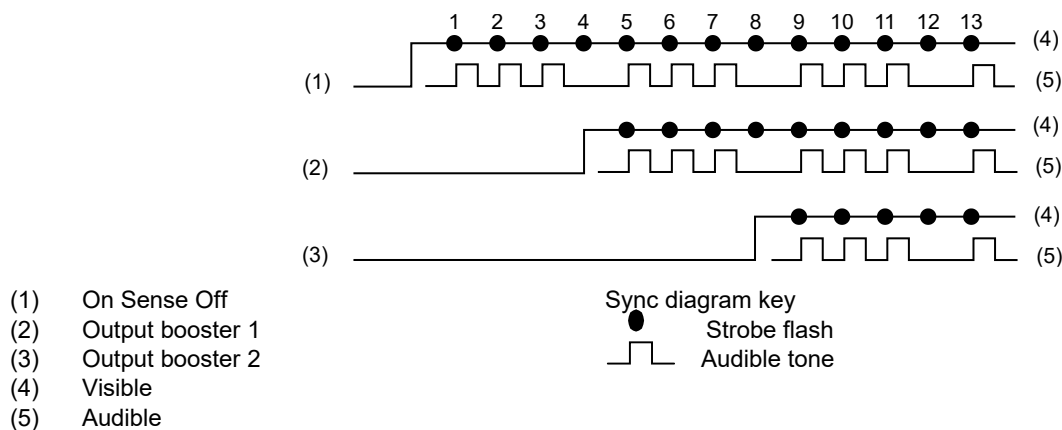 1 2 3 4 5 6 7 8 9 10 11 12 13
(4)
(1) (5)
(4)
(2) (5)
(4)
(3) (5)
(1) On Sense Off
(2) Output booster 1
(3) Output booster 2
(4) Visible
(5) Audible
Sync diagram key
Strobe flash
Audible tone